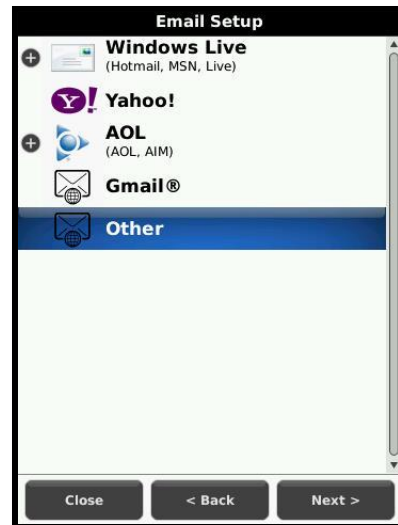 Email Setup
Windows Live
(Hotmail, MSN, Live)
Y! Yahoo!
AOL
(AOL, AIM)
Gmail®
Other
Close
< Back
Next >